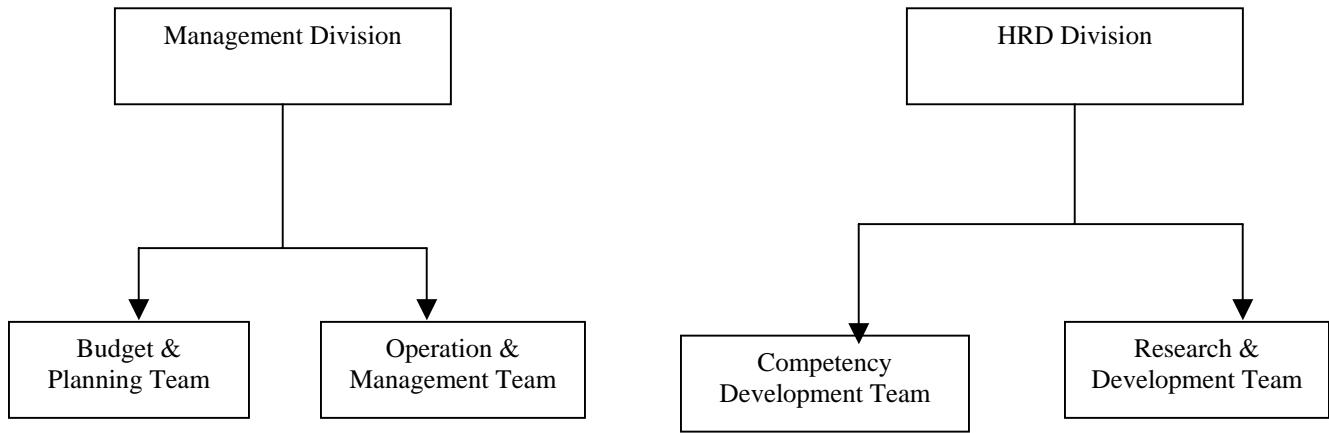 Management Division
HRD Division
Budget &
Planning Team
Operation &
Management Team
Competency
Development Team
Research &
Development Team